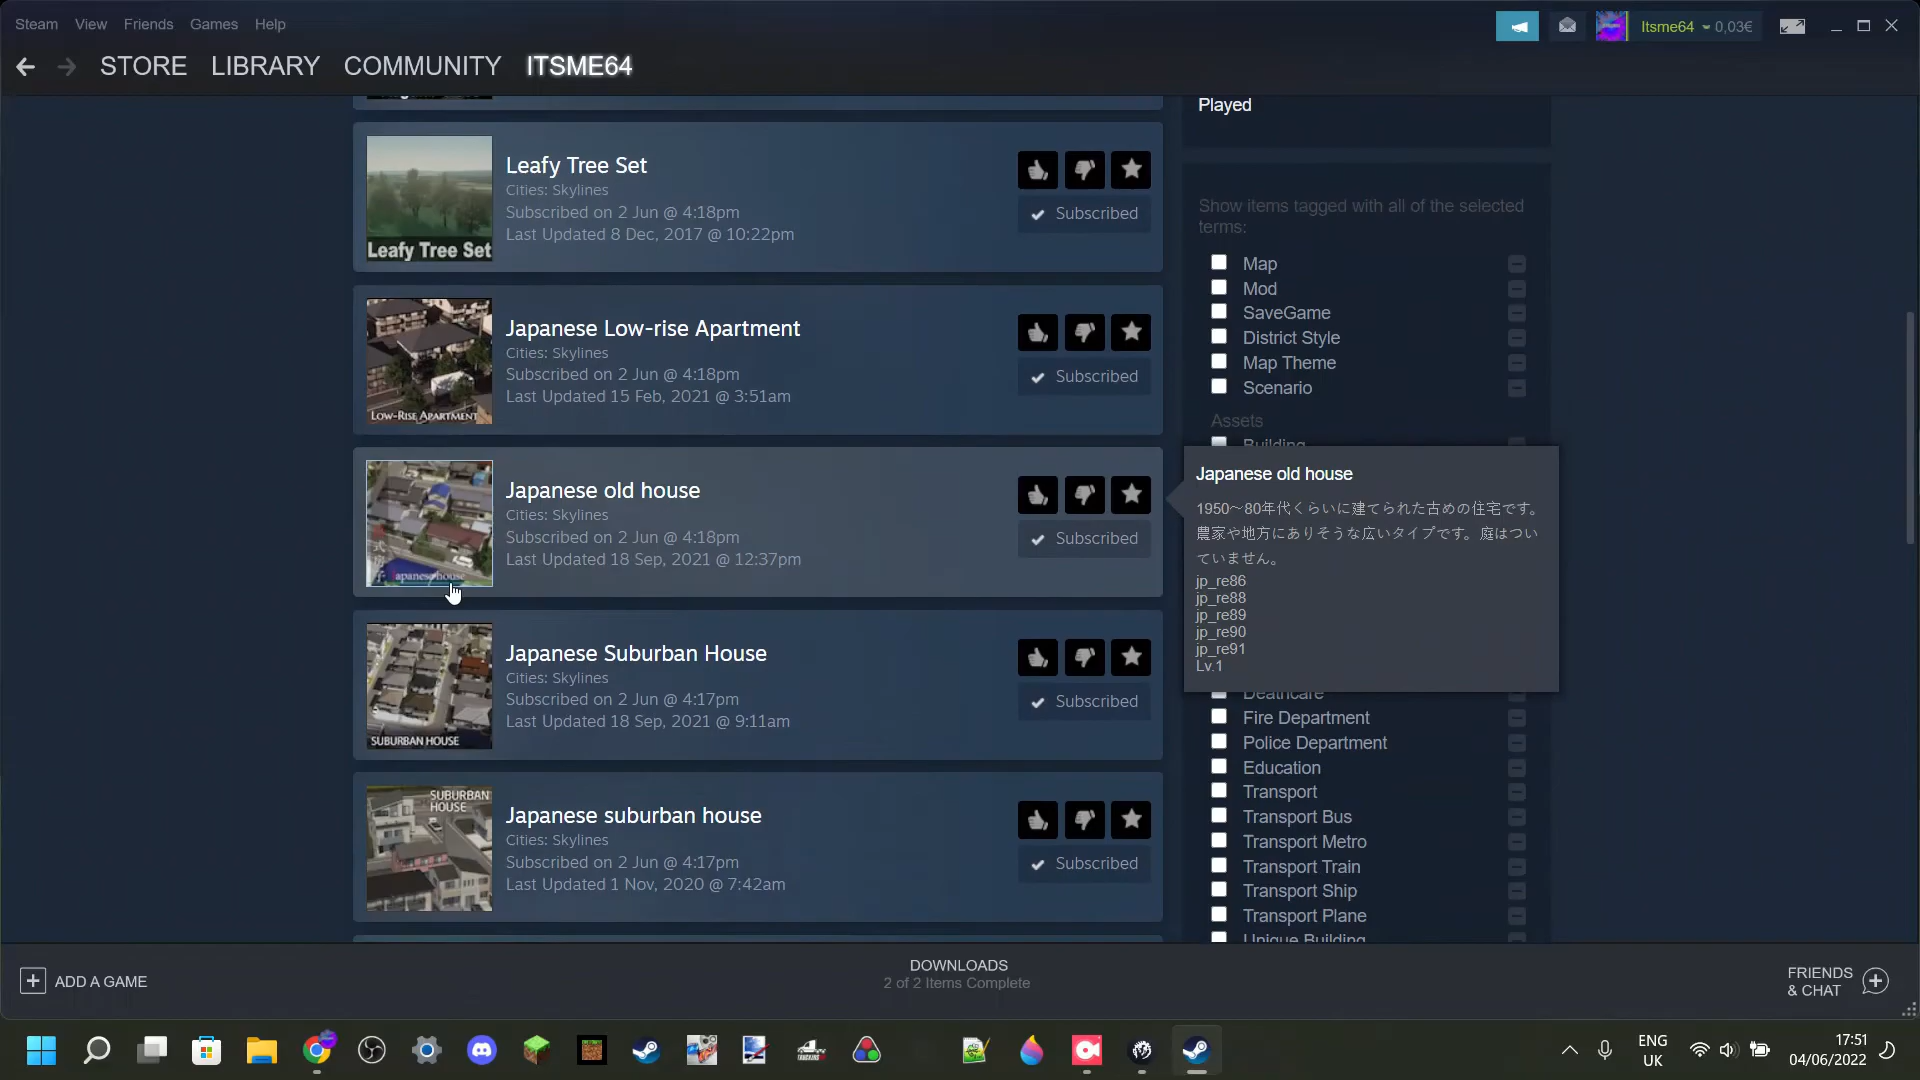 Steam View Friends Games Help
Itsme64 0,03€
STORE LIBRARY COMMUNITY ITSME64
Played
Leafy Tree Set
Leafy Tree Set
Cities: Skylines
Subscribed on 2 Jun @ 4:18pm
Last Updated 8 Dec, 2017 @ 10:22pm
Subscribed
LOW-RISE APARTMENT
Japanese Low-rise Apartment
Cities: Skylines
Subscribed on 2 Jun @ 4:18pm
Last Updated 15 Feb, 2021 @ 3:51am
Subscribed
Japanese house
Japanese old house
Cities: Skylines
Subscribed on 2 Jun @ 4:18pm
Last Updated 18 Sep, 2021 @ 12:37pm
Subscribed
SUBURBAN HOUSE
Japanese Suburban House
Cities: Skylines
Subscribed on 2 Jun @ 4:17pm
Last Updated 18 Sep, 2021 @ 9:11am
Subscribed
SUBURBAN
HOUSE
Japanese suburban house
Cities: Skylines
Subscribed on 2 Jun @ 4:17pm
Last Updated 1 Nov, 2020 @ 7:42am
Subscribed
Show items tagged with all of the selected
terms:
Map
Mod
SaveGame
District Style
Map Theme
Scenario
Assets
Building
Japanese old house
1950～80年代くらいに建てられた古めの住宅です。
農家や地方にありそうな広いタイプです。庭はつい
ていません。
jp_re86
jp_re88
jp_re89
jp_re90
jp_re91
Lv.1
Deathcare
Fire Department
Police Department
Education
Transport
Transport Bus
Transport Metro
Transport Train
Transport Ship
Transport Plane
Unique Building
ADD A GAME
DOWNLOADS
2 of 2 Items Complete
FRIENDS
& CHAT
ENG
UK
17:51
04/06/2022